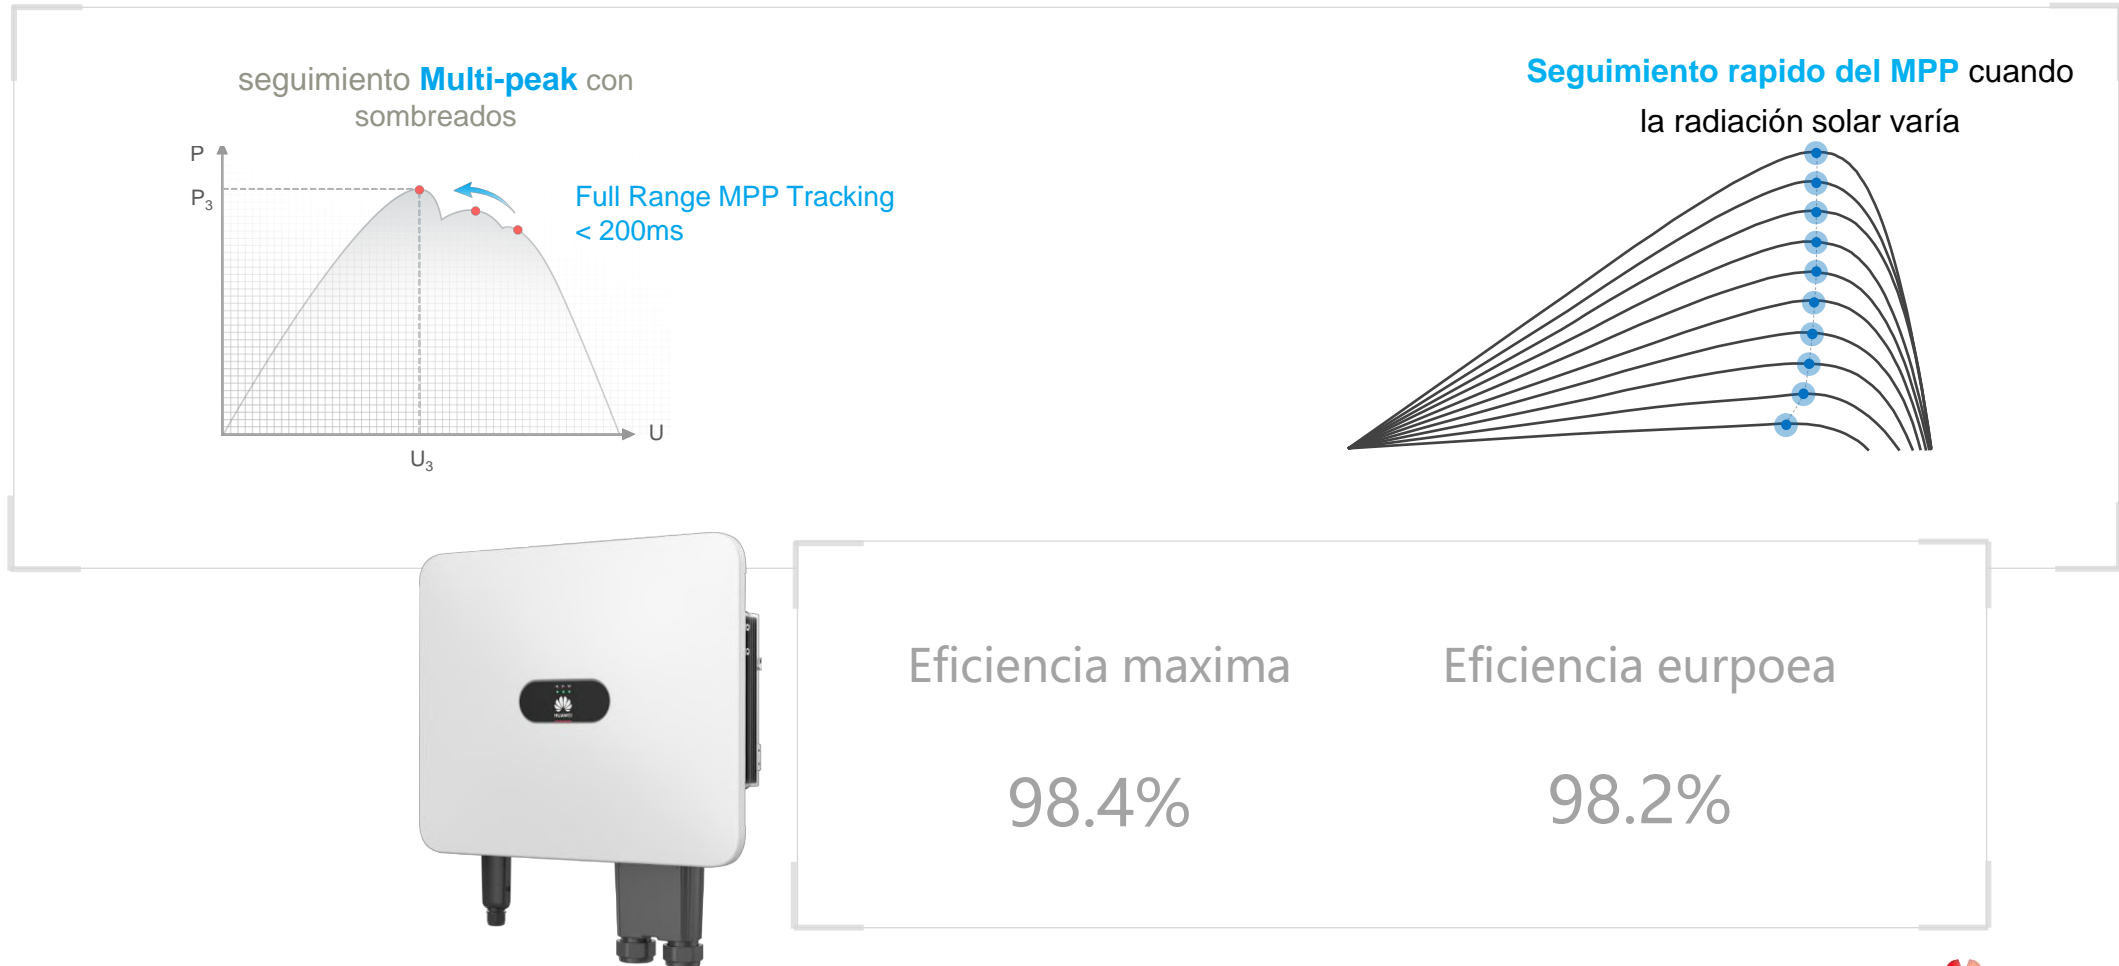 seguimiento Multi-peak con
sombreados
P
P3
Full Range MPP Tracking
< 200ms
U
U3
Seguimiento rapido del MPP cuando
la radiación solar varía
HUAWEI
Eficiencia maxima
Eficiencia eurpoea
98.4%
98.2%